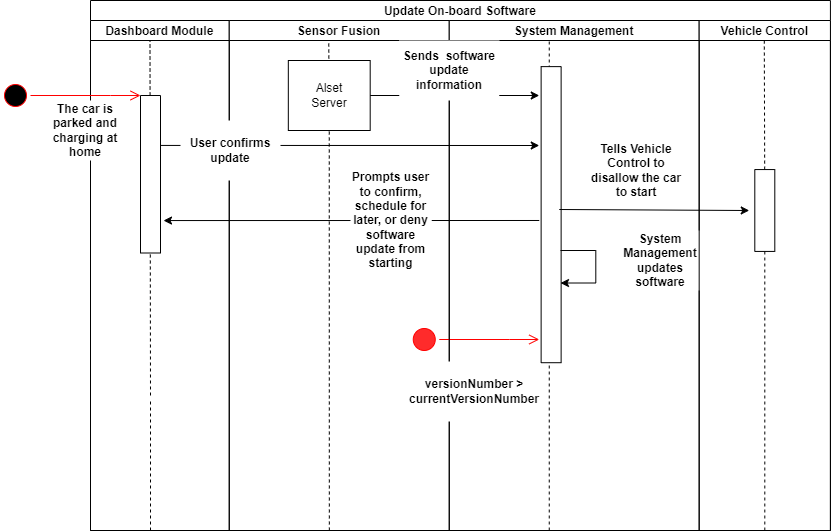 Update On-board Software
Dashboard Module
Sensor Fusion
System Management
Vehicle Control
Sends software
update
information
Alset
Server
The car is
parked and
charging at
home
User confirms
update
Tells Vehicle
Control to
disallow the car
to start
Prompts user
to confirm,
schedule for
later, or deny
software
update from
starting
System
Management
updates
software
versionNumber >
currentVersionNumber